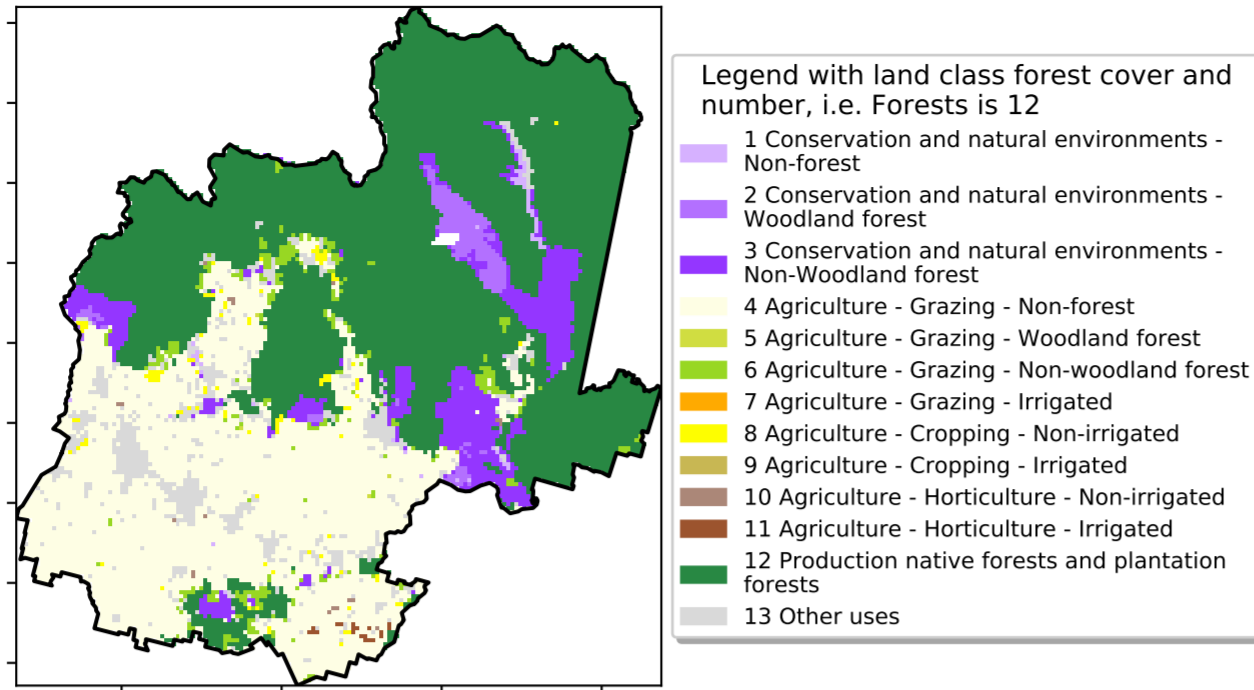 Legend with land class forest cover and
number, i.e. Forests is 12
1 Conservation and natural environments -
Non-forest
2 Conservation and natural environments -
Woodland forest
3 Conservation and natural environments -
Non-Woodland forest
4 Agriculture - Grazing - Non-forest
5 Agriculture - Grazing - Woodland forest
6 Agriculture - Grazing - Non-woodland forest
7 Agriculture - Grazing - Irrigated
8 Agriculture - Cropping - Non-irrigated
9 Agriculture - Cropping - Irrigated
10 Agriculture - Horticulture - Non-irrigated
11 Agriculture - Horticulture - Irrigated
12 Production native forests and plantation
forests
13 Other uses